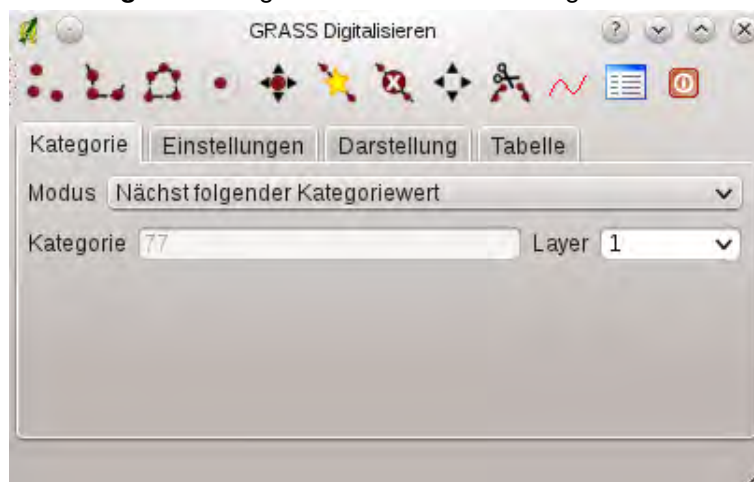 GRASS Digitalisieren
Kategorie Einstellungen Darstellung Tabelle
Modus Nächst folgender Kategoriewert
Kategorie 77 Layer 1